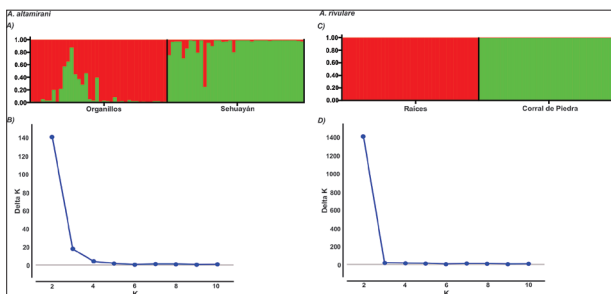 A. altamirani
A. rivulare
A)
1.00
0.80
0.60
0.40
0.20
0.00
Organillos
Sehuayán
C)
1.00
0.80
0.60
0.40
0.20
0.00
Raices
Corral de Piedra
B)
Delta K
140
120
100
80
60
40
20
0
2
4
6
8
10
K
D)
Delta K
1400
1200
1000
800
600
400
200
0
2
4
6
8
10
K